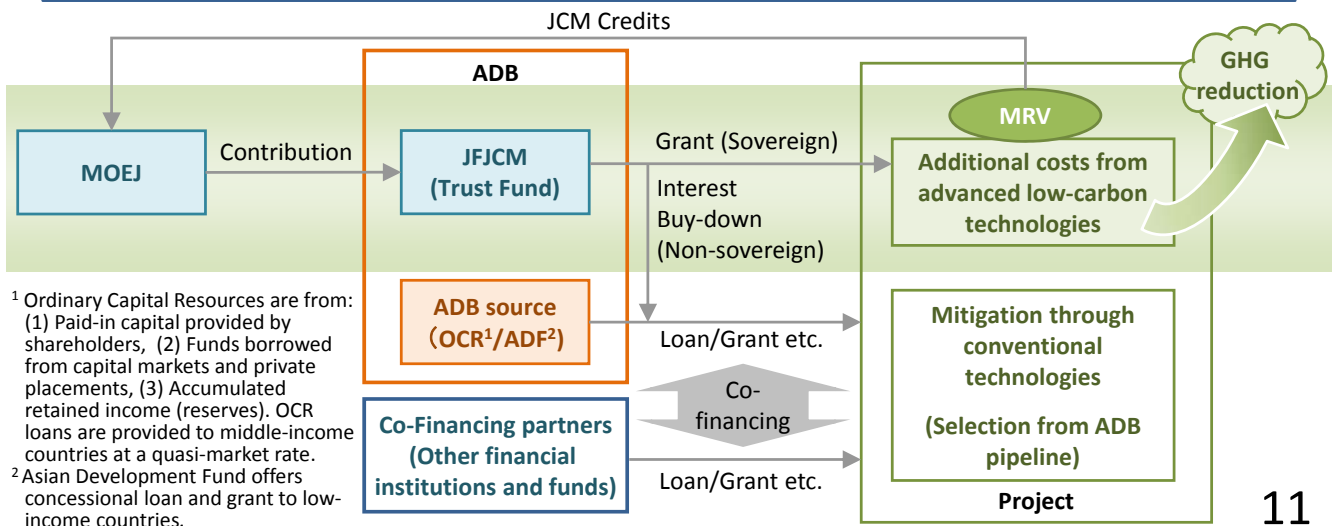 JCM Credits
ADB
GHG
reduction
MRV
MOEJ
Contribution
JFJCM
(Trust Fund)
Grant (Sovereign)
Interest
Buy-down
(Non-sovereign)
Additional costs from
advanced low-carbon
technologies
ADB source
（OCR¹/ADF²)
Loan/Grant etc.
Mitigation through
conventional
technologies
(Selection from ADB
pipeline)
Co-
financing
Co-Financing partners
(Other financial
institutions and funds)
Loan/Grant etc.
Project
¹ Ordinary Capital Resources are from:
(1) Paid-in capital provided by
shareholders, (2) Funds borrowed
from capital markets and private
placements, (3) Accumulated
retained income (reserves). OCR
loans are provided to middle-income
countries at a quasi-market rate.
² Asian Development Fund offers
concessional loan and grant to low-
income countries.
11